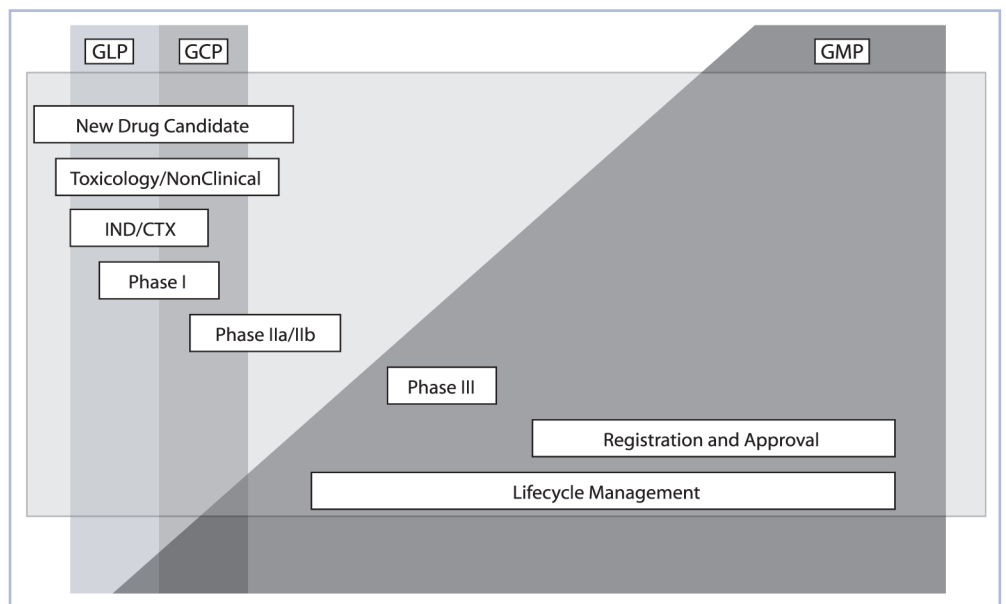 GLP
GCP
GMP
New Drug Candidate
Toxicology/NonClinical
IND/CTX
Phase I
Phase IIa/IIb
Phase III
Registration and Approval
Lifecycle Management